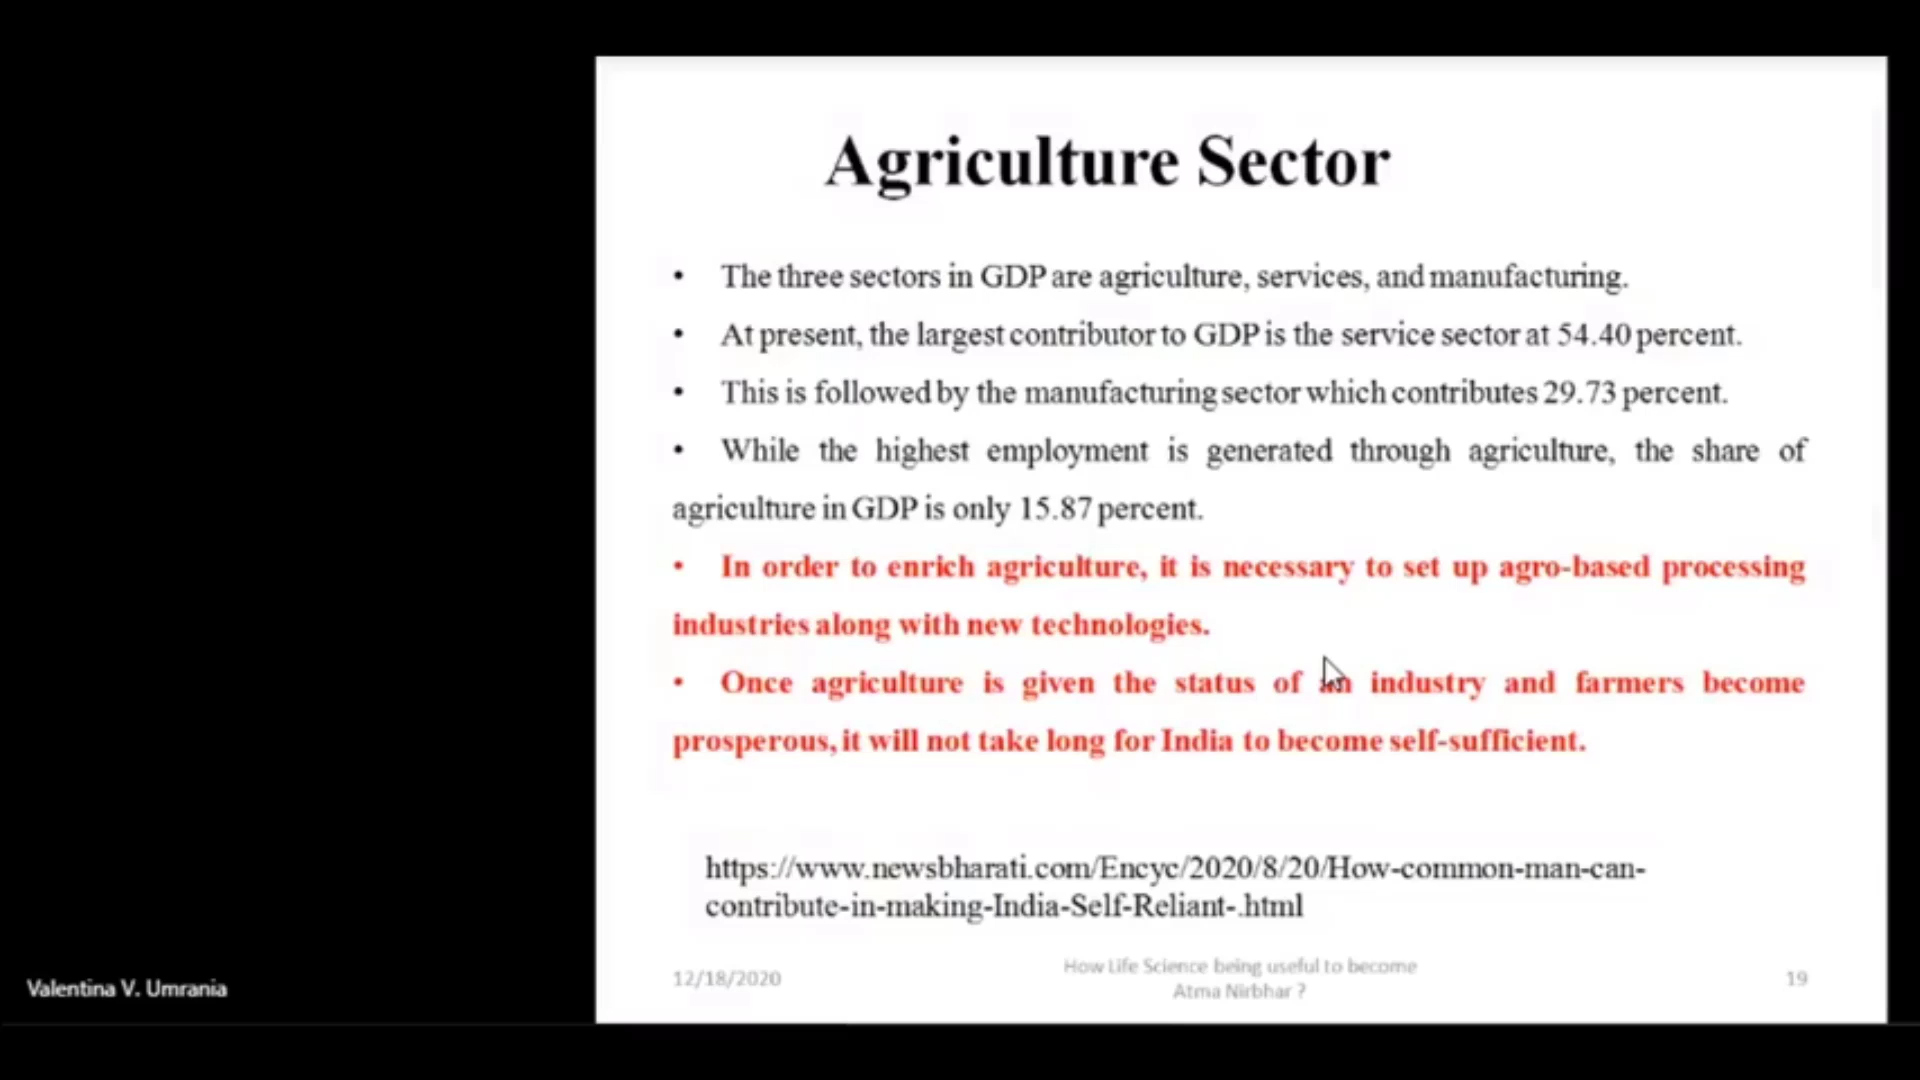 Agriculture Sector
• The three sectors in GDP are agriculture, services, and manufacturing.
• At present, the largest contributor to GDP is the service sector at 54.40 percent.
• This is followed by the manufacturing sector which contributes 29.73 percent.
• While the highest employment is generated through agriculture, the share of
agriculture in GDP is only 15.87 percent.
• In order to enrich agriculture, it is necessary to set up agro-based processing
industries along with new technologies.
• Once agriculture is given the status of an industry and farmers become
prosperous, it will not take long for India to become self-sufficient.
https://www.newsbharati.com/Encyc/2020/8/20/How-common-man-can-
contribute-in-making-India-Self-Reliant-.html
12/18/2020
How Life Science being useful to become
Atma Nirbhar ?
19
Valentina V. Umrania